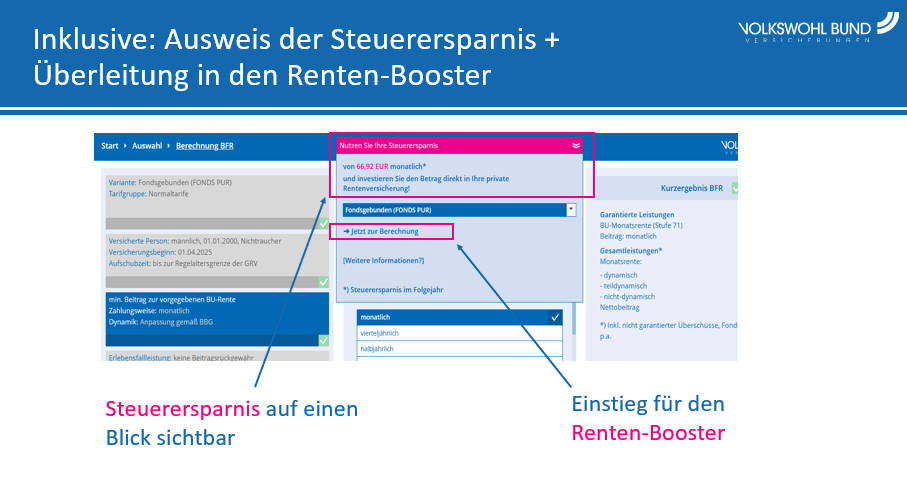 Inklusive: Ausweis der Steuerersparnis +
Überleitung in den Renten-Booster
VOLKSWOHL BUND
VERSICHERUNGEN
Start ‣ Auswahl ‣ Berechnung BFR
Variante: Fondsgebunden (FONDS PUR)
Tarifgruppe: Normaltarife
Versicherte Person: männlich, 01.01.2000, Nichtraucher
Versicherungsbeginn: 01.04.2025
Aufschubzeit: bis zur Regelaltersgrenze der GRV
min. Beitrag zur vorgegebenen BU-Rente
Zahlungsweise: monatlich
Dynamik: Anpassung gemäß BBG
Erlebensfallleistung: keine Beitragsrückgewähr
Nutzen Sie Ihre Steuerersparnis
von 66,92 EUR monatlich*
und investieren Sie den Betrag direkt in Ihre private
Rentenversicherung!
Fondsgebunden (FONDS PUR)
➔ Jetzt zur Berechnung
[Weitere Informationen?]
*) Steuerersparnis im Folgejahr
monatlich
vierteljährlich
halbjährlich
VOL
VER
Kurzergebnis BFR
Garantierte Leistungen
BU-Monatsrente (Stufe 71)
Beitrag: monatlich
Gesamtleistungen*
Monatsrente:
- dynamisch
- teildynamisch
- nicht-dynamisch
Nettobeitrag
*) Inkl. nicht garantierter Überschüsse, Fond
p.a.
Steuerersparnis auf einen
Blick sichtbar
Einstieg für den
Renten-Booster